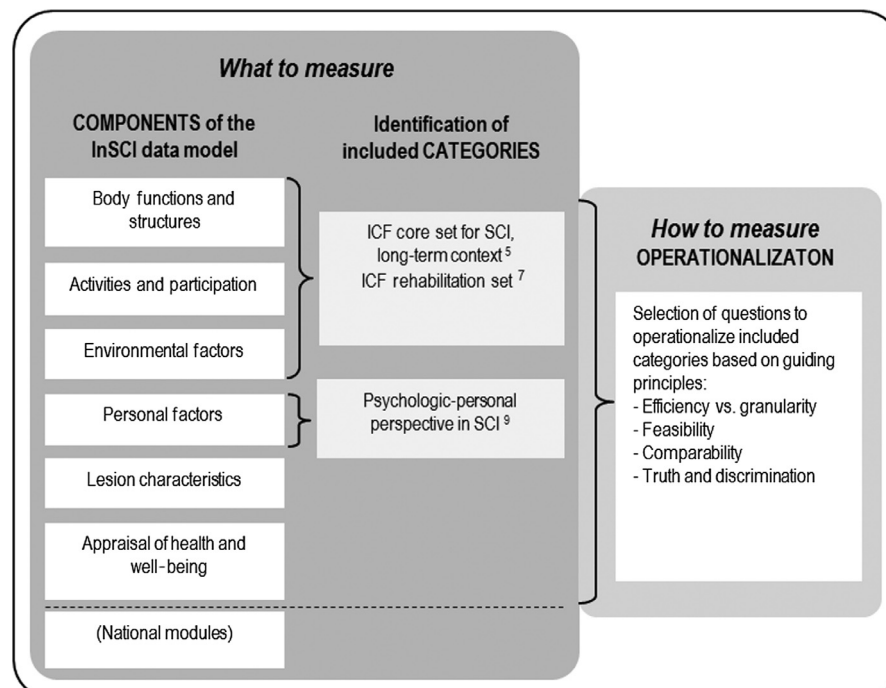 What to measure
COMPONENTS of the
InSCI data model
Identification of
included CATEGORIES
Body functions and
structures
Activities and participation
Environmental factors
Personal factors
Lesion characteristics
Appraisal of health and
well-being
(National modules)
ICF core set for SCI,
long-term context 5
ICF rehabilitation set 7
Psychologic-personal
perspective in SCI 9
How to measure
OPERATIONALIZATON
Selection of questions to
operationalize included
categories based on guiding
principles:
- Efficiency vs. granularity
- Feasibility
- Comparability
- Truth and discrimination